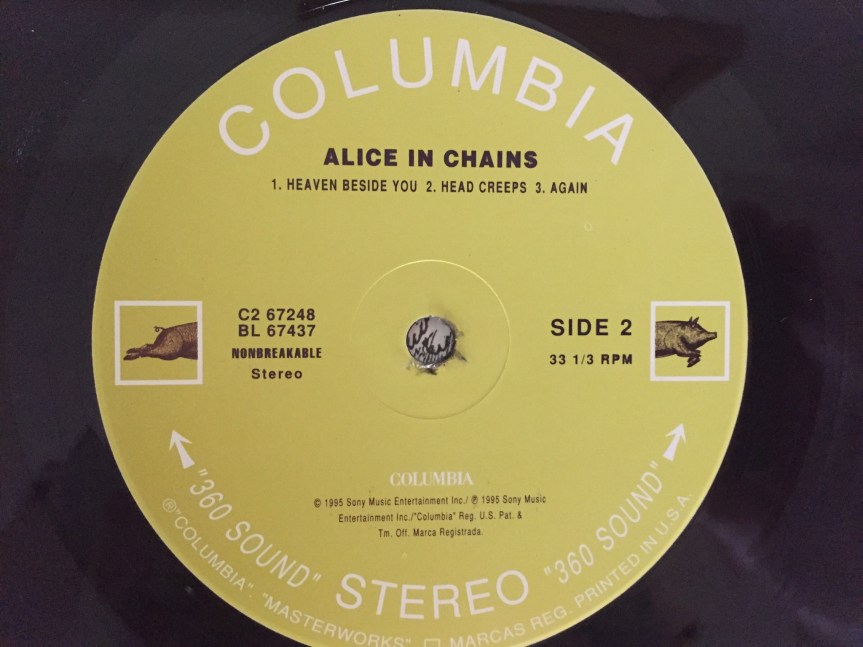 COLUMBIA
ALICE IN CHAINS
1. HEAVEN BESIDE YOU 2. HEAD CREEPS 3. AGAIN
C2 67248
BL 67437
NONBREAKABLE
Stereo
SIDE 2
33 1/3 RPM
COLUMBIA
© 1995 Sony Music Entertainment Inc./ ℗ 1995 Sony Music
Entertainment Inc./"Columbia" Reg. U.S. Pat. &
Tm. Off. Marca Registrada.
"360 SOUND" STEREO "360 SOUND"
®"COLUMBIA". "MASTERWORKS" MARCAS REG. PRINTED IN U.S.A.